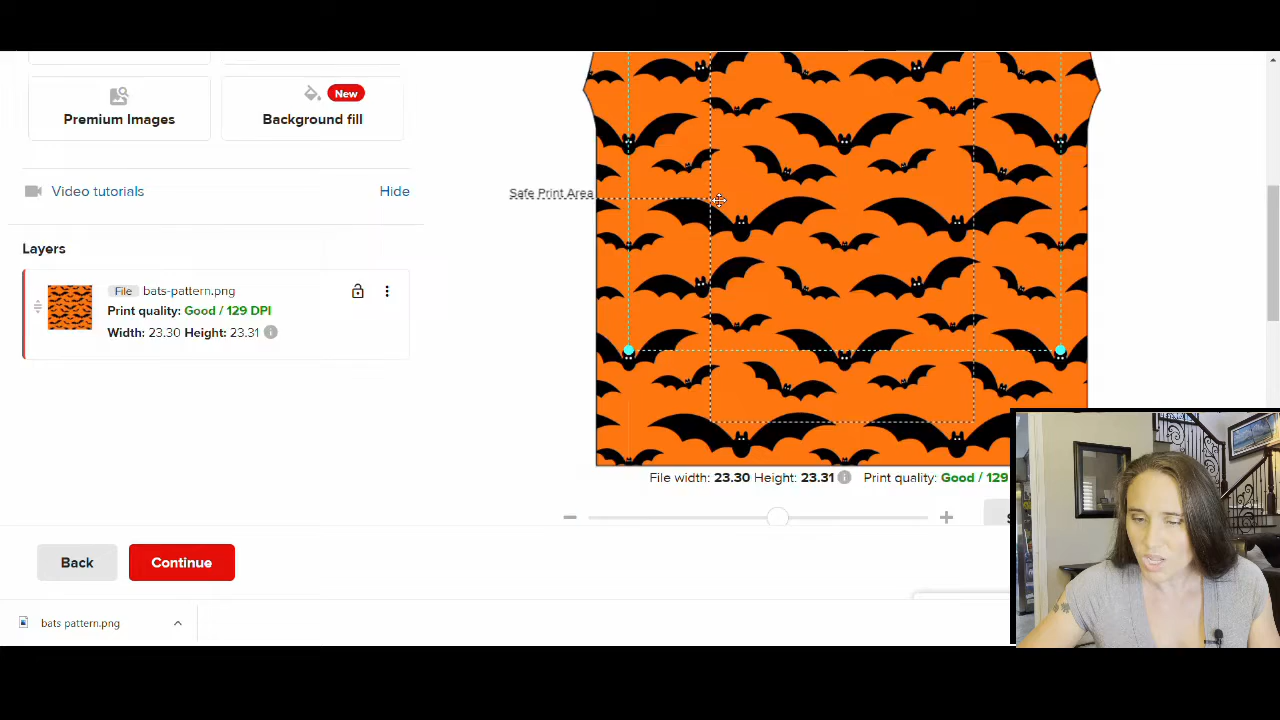 New
Premium Images
Background fill
Video tutorials
Hide
Safe Print Area
Layers
File bats-pattern.png
Print quality: Good / 129 DPI
Width: 23.30 Height: 23.31
File width: 23.30 Height: 23.31 Print quality: Good / 129
Back
Continue
bats pattern.png